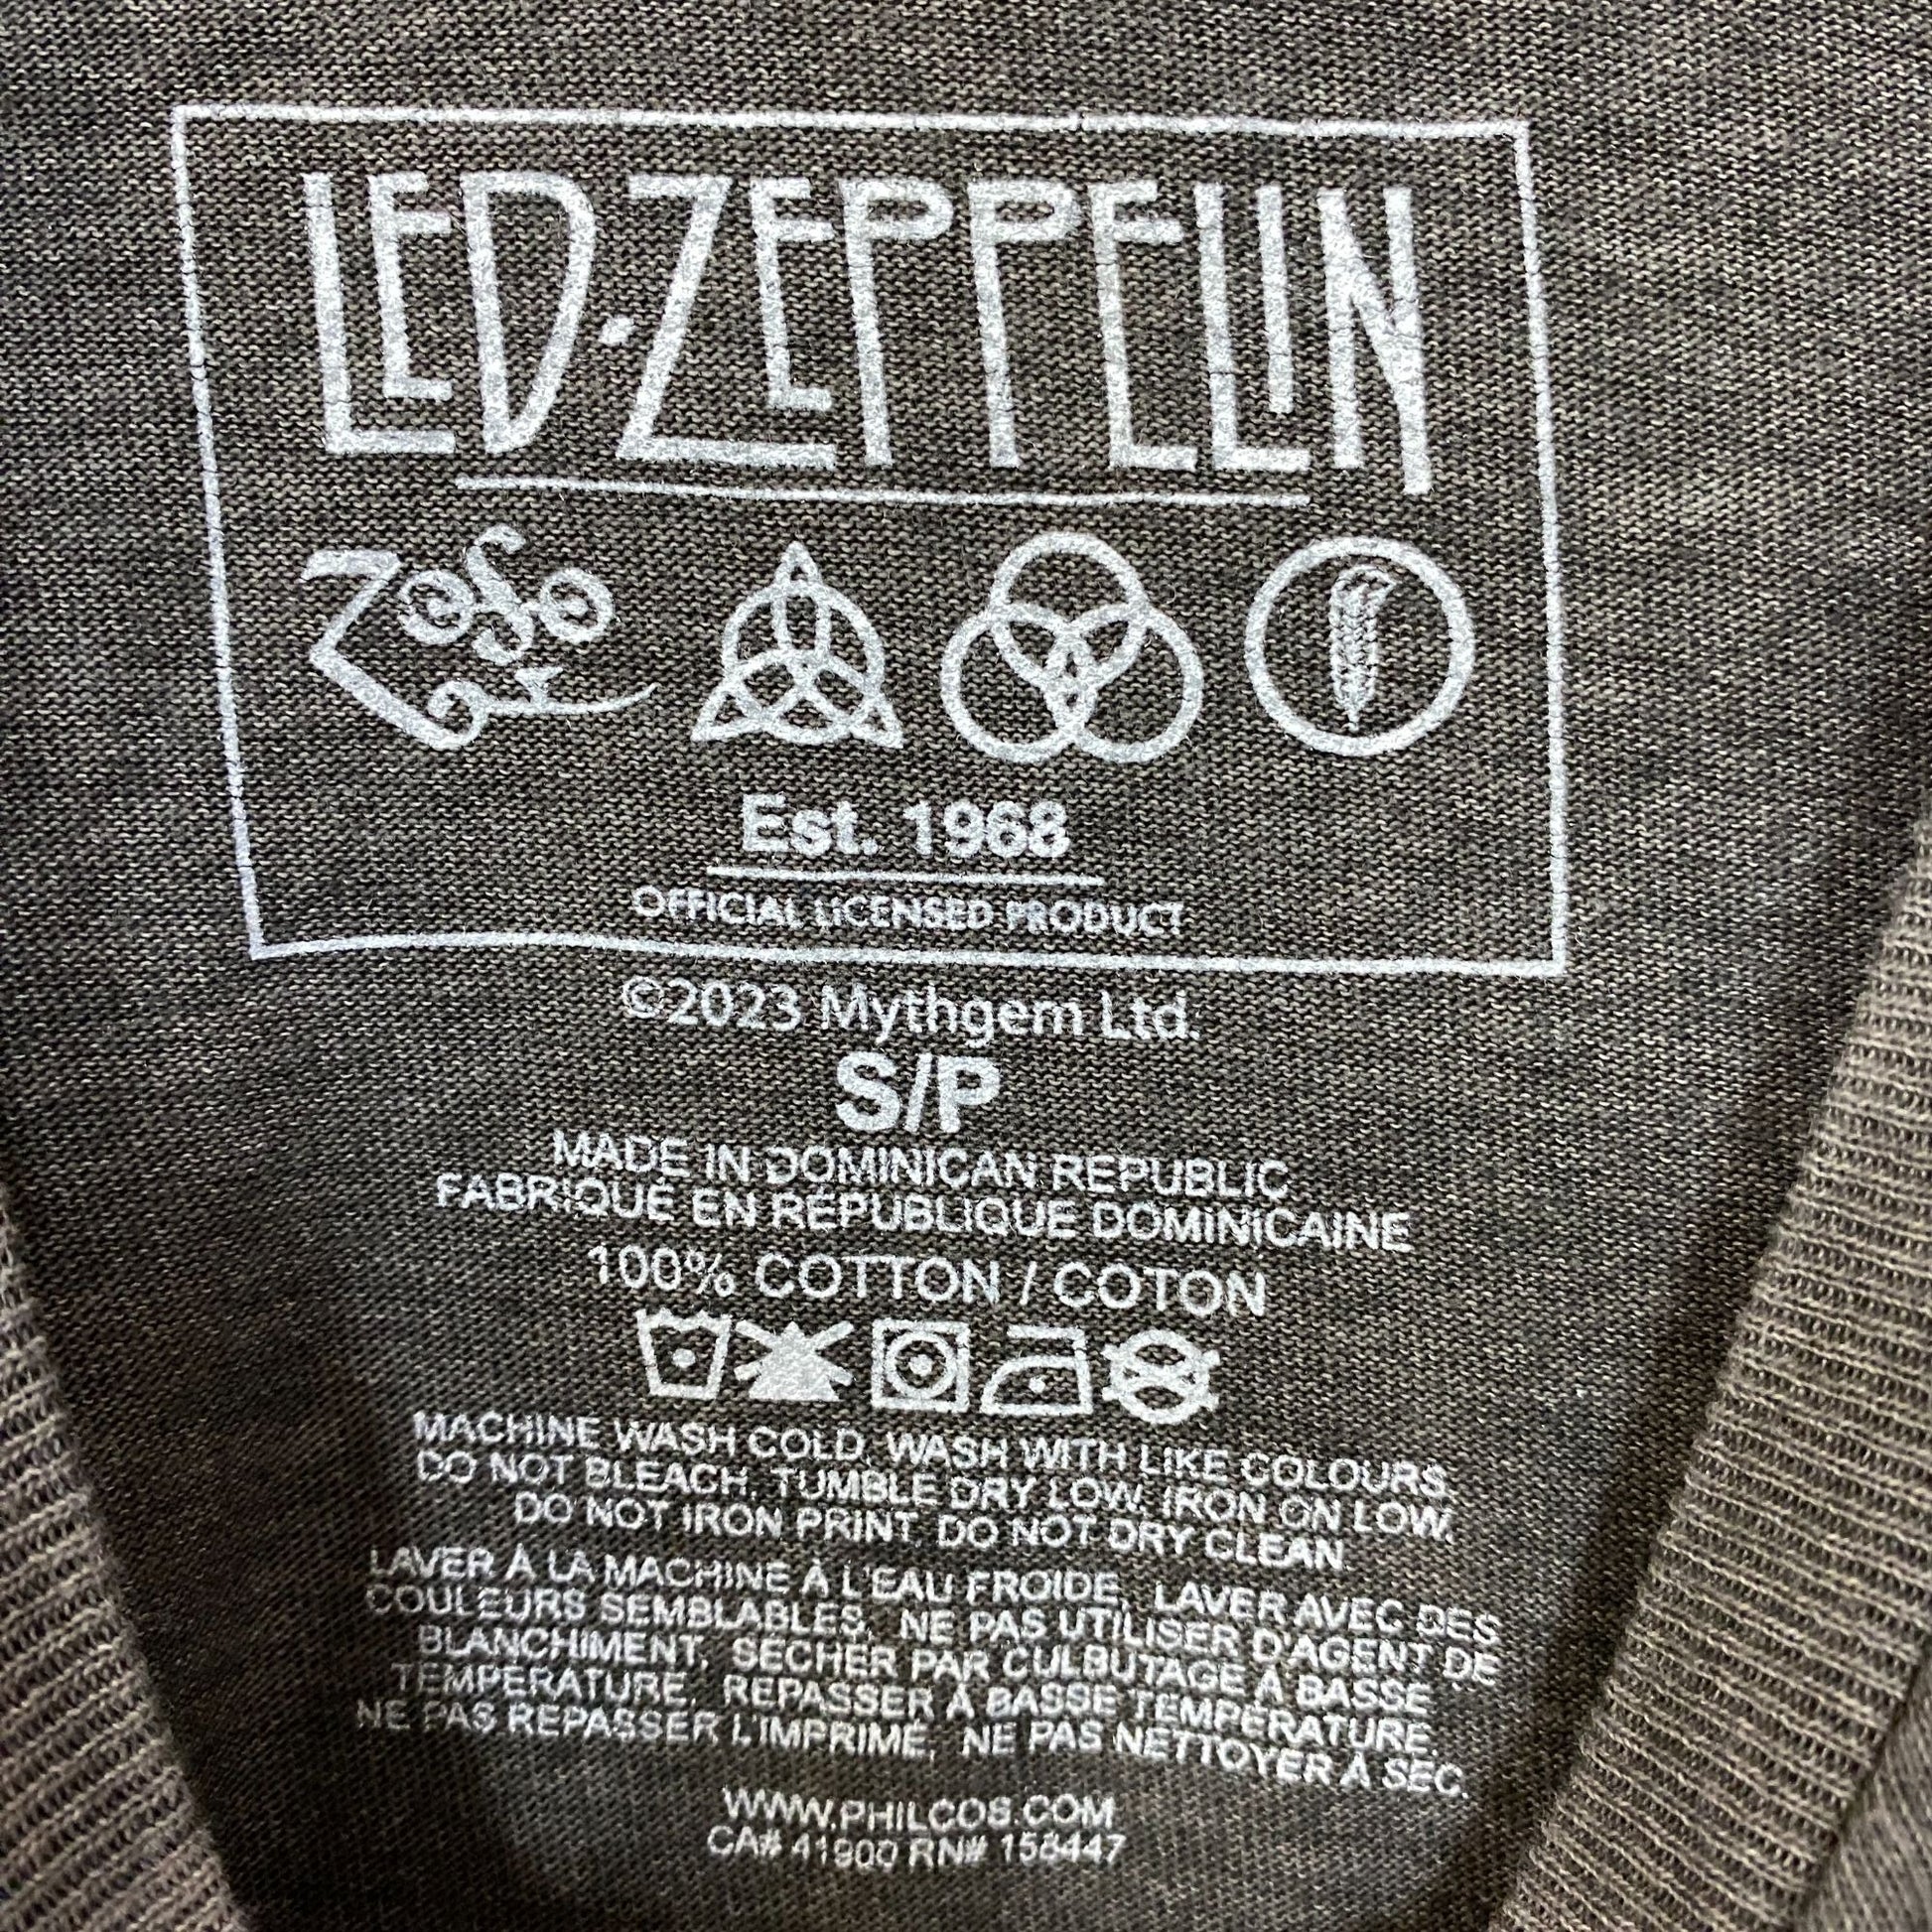 LED·ZEPPELIN
Est. 1968
OFFICIAL LICENSED PRODUCT
©2023 Mythgem Ltd.
S/P
MADE IN DOMINICAN REPUBLIC
FABRIQUÉ EN RÉPUBLIQUE DOMINICAINE
100% COTTON / COTON
MACHINE WASH COLD, WASH WITH LIKE COLOURS,
DO NOT BLEACH, TUMBLE DRY LOW, IRON ON LOW,
DO NOT IRON PRINT, DO NOT DRY CLEAN.
LAVER À LA MACHINE À L'EAU FROIDE, LAVER AVEC DES
COULEURS SEMBLABLES, NE PAS UTILISER D'AGENT DE
BLANCHIMENT, SÉCHER PAR CULBUTAGE À BASSE
TEMPÉRATURE, REPASSER À BASSE TEMPÉRATURE,
NE PAS REPASSER L'IMPRIMÉ, NE PAS NETTOYER À SEC.
WWW.PHILCOS.COM
CA# 41900 RN# 158447